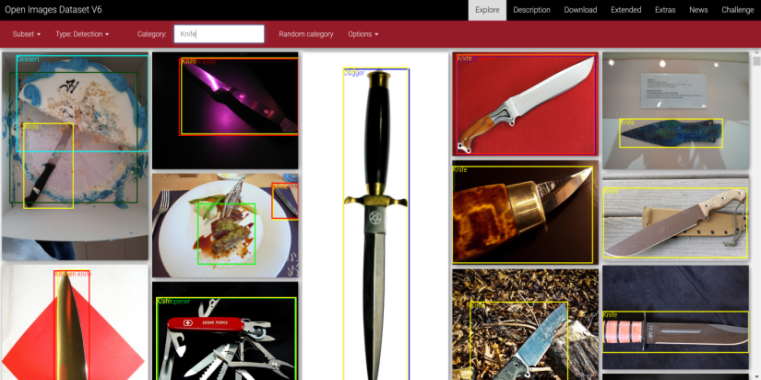 Open Images Dataset V6
Explore
Description
Download
Extended
Extras
News
Challenge
Subset
Type: Detection
Category:
Knife
Random category
Options
Dessert
Knife
Knife
Dagger
Knife
Knife
Knife
Knife
Knife